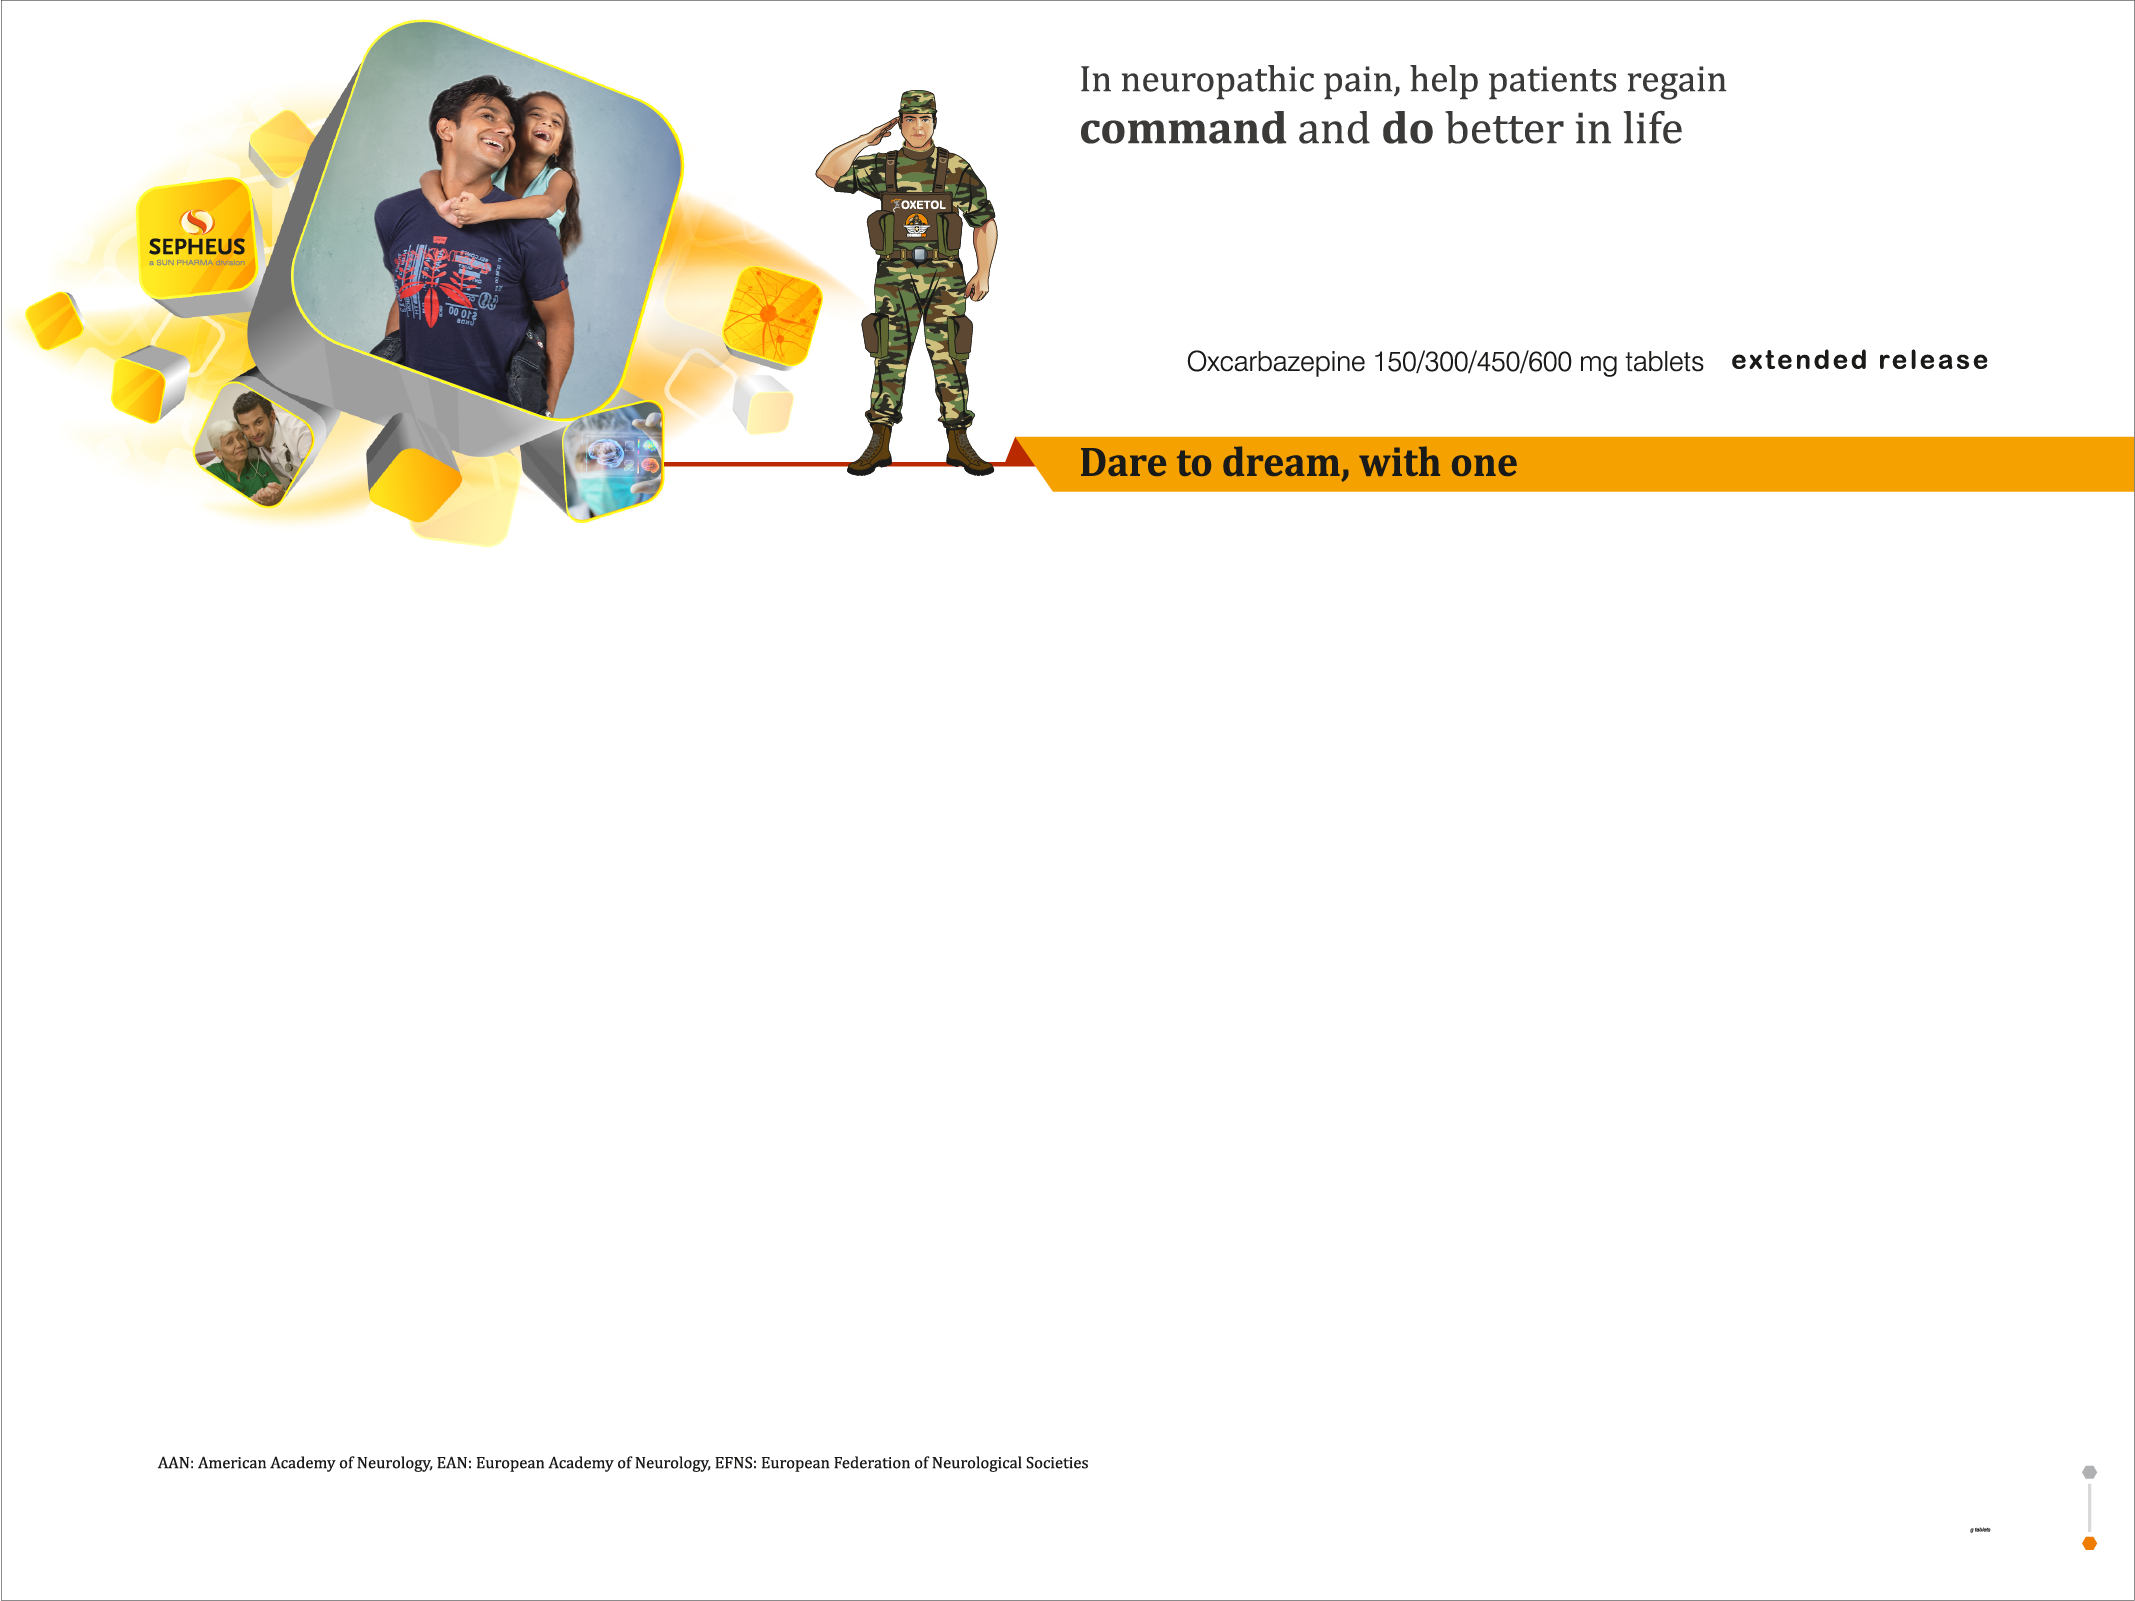 In neuropathic pain, help patients regain
command and do better in life
OXETOL
SEPHEUS
a SUN PHARMA division
Oxcarbazepine 150/300/450/600 mg tablets extended release
Dare to dream, with one
AAN: American Academy of Neurology, EAN: European Academy of Neurology, EFNS: European Federation of Neurological Societies
g tablets